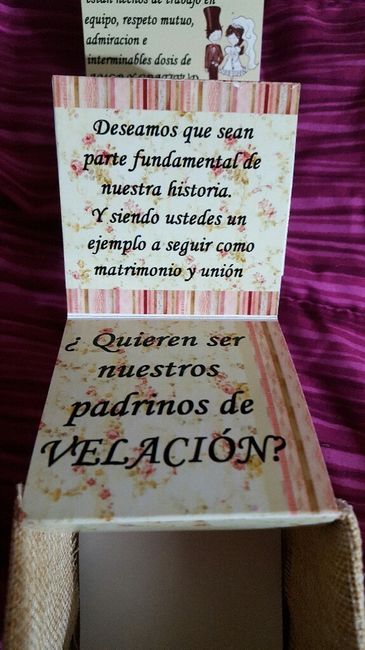 están hechos de trabajo en
equipo, respeto mutuo,
admiracion e
interminables dosis de
Deseamos que sean
parte fundamental de
nuestra historia.
Y siendo ustedes un
ejemplo a seguir como
matrimonio y unión
¿ Quieren ser
nuestros
padrinos de
VELACIÓN?